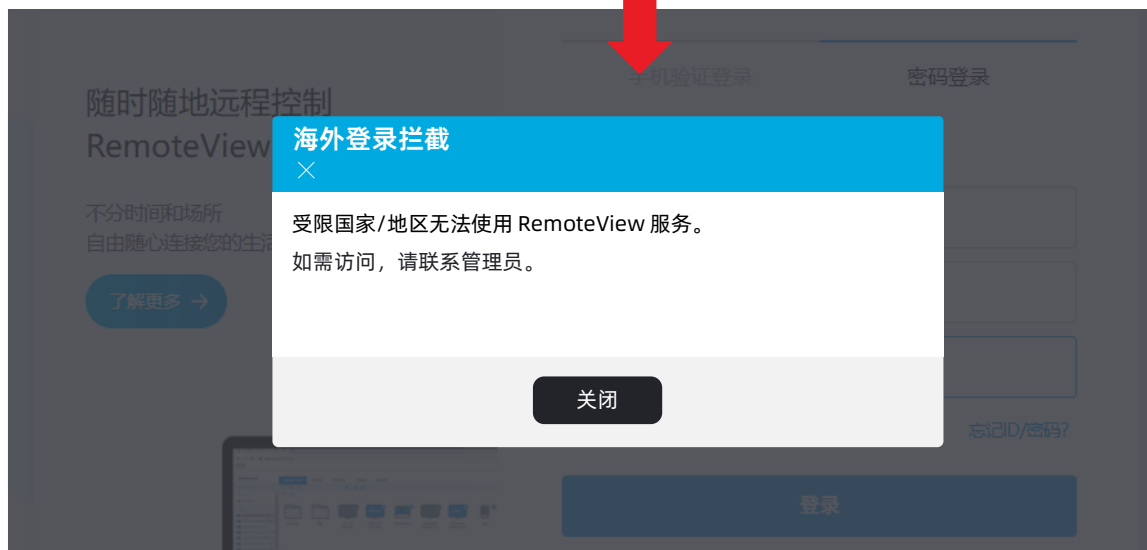 手机验证登录
密码登录
随时随地远程控制
RemoteView
海外登录拦截
不分时间和场所
自由随心连接您的生活
受限国家/地区无法使用 RemoteView 服务。
如需访问，请联系管理员。
了解更多 →
关闭
忘记ID/密码?
登录